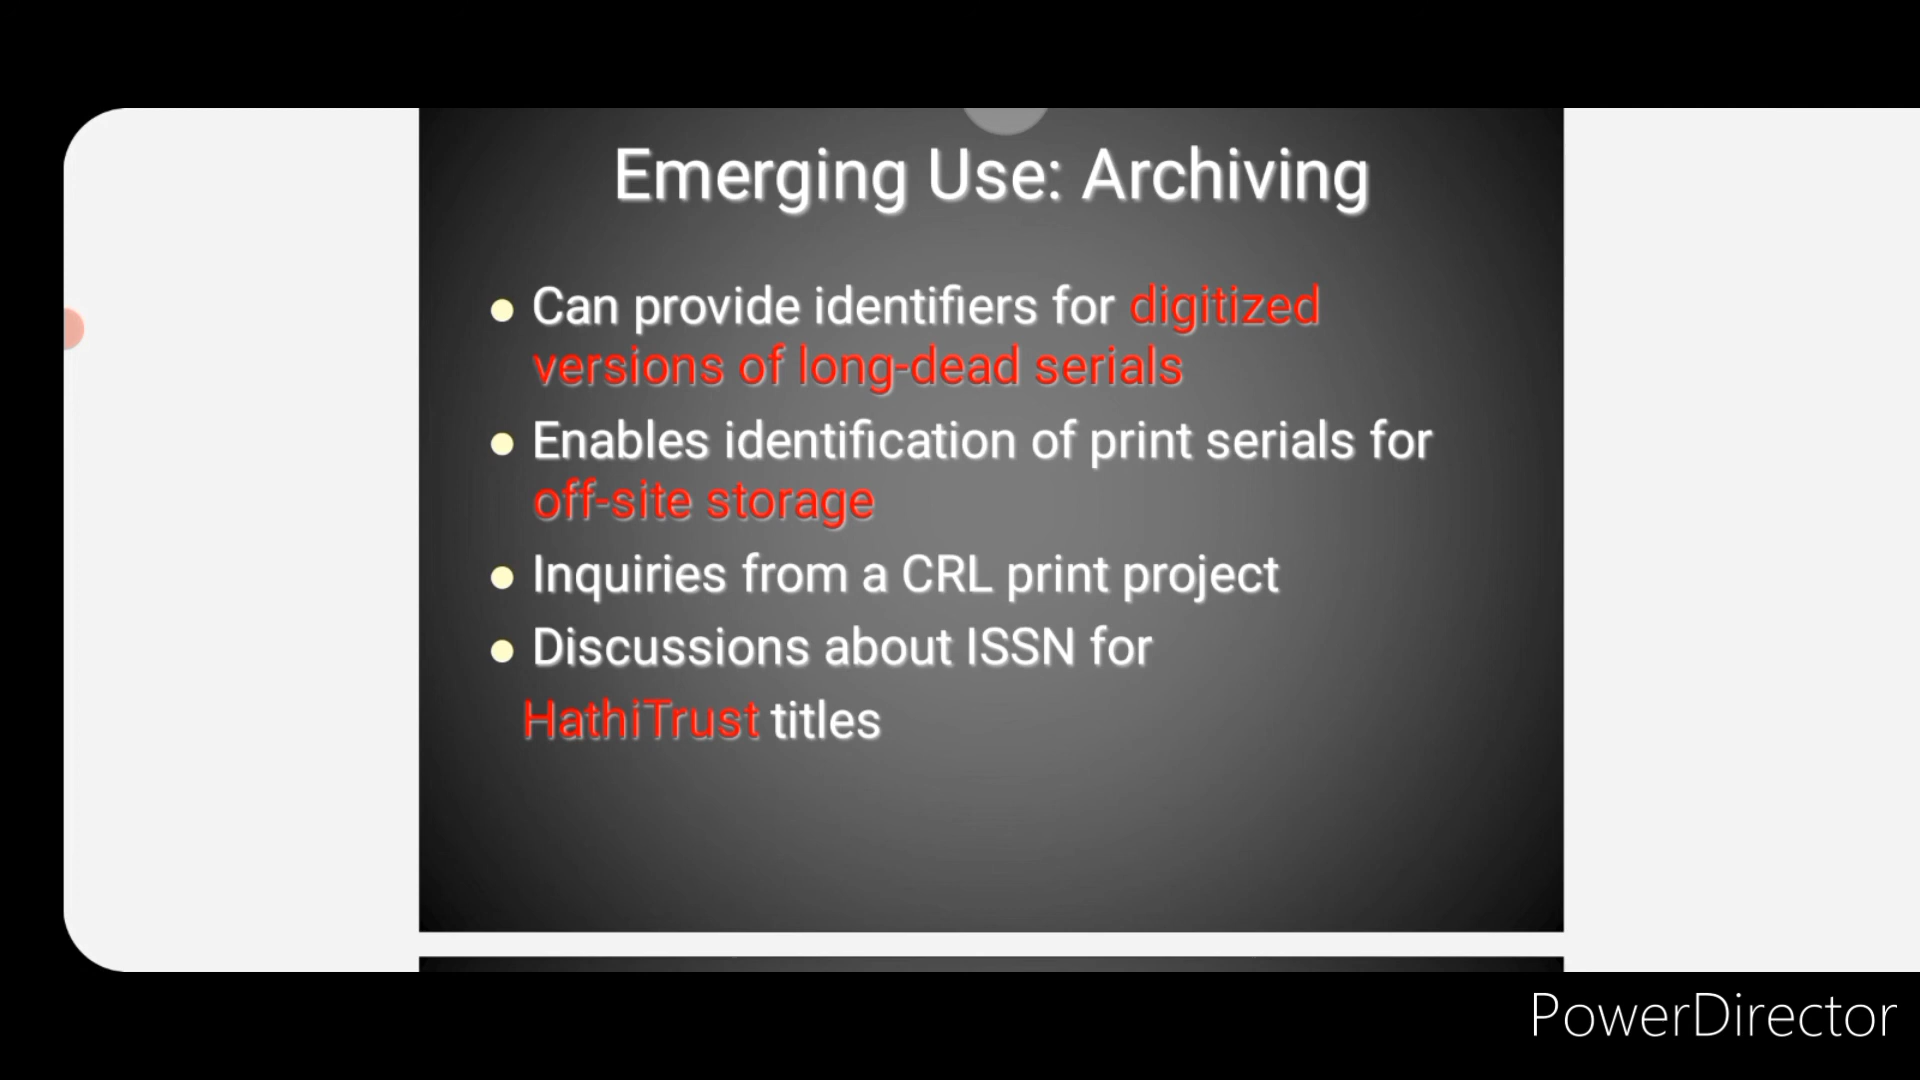 Emerging Use: Archiving
Can provide identifiers for digitized
versions of long-dead serials
Enables identification of print serials for
off-site storage
Inquiries from a CRL print project
Discussions about ISSN for
HathiTrust titles
PowerDirector